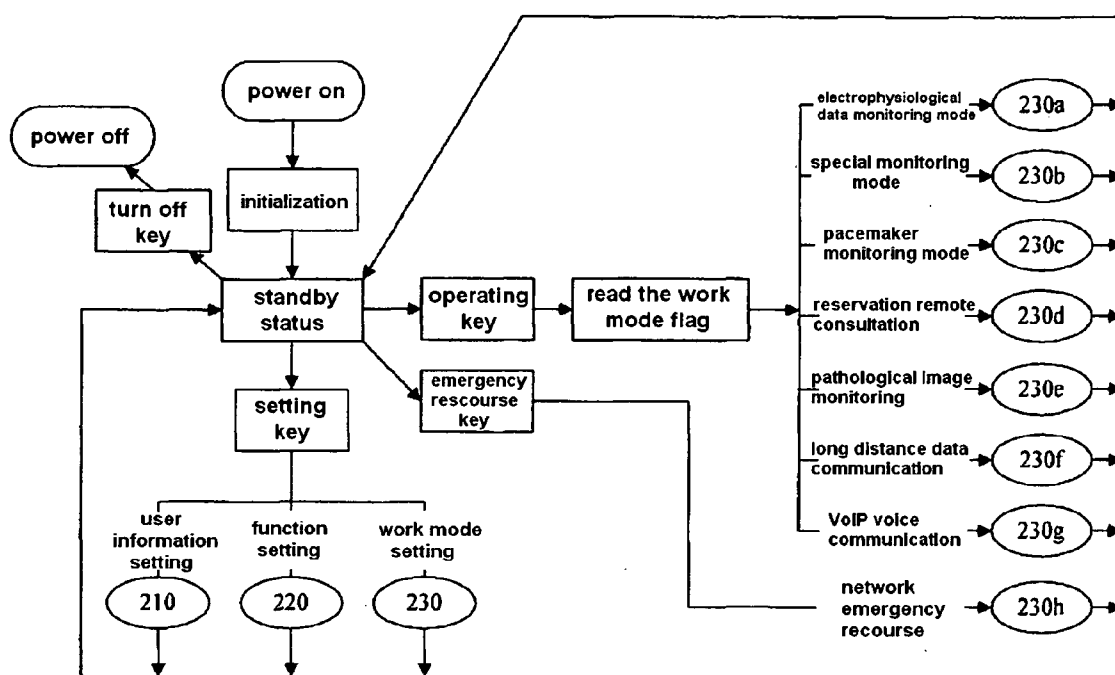 power on
power off
initialization
turn off
key
standby
status
operating
key
read the work
mode flag
emergency
rescourse
key
setting
key
user
information
setting
function
setting
work mode
setting
210
220
230
electrophysiological
data monitoring mode
230a
special monitoring
mode
230b
pacemaker
monitoring mode
230c
reservation remote
consultation
230d
pathological image
monitoring
230e
long distance data
communication
230f
VoIP voice
communication
230g
network
emergency
recourse
230h